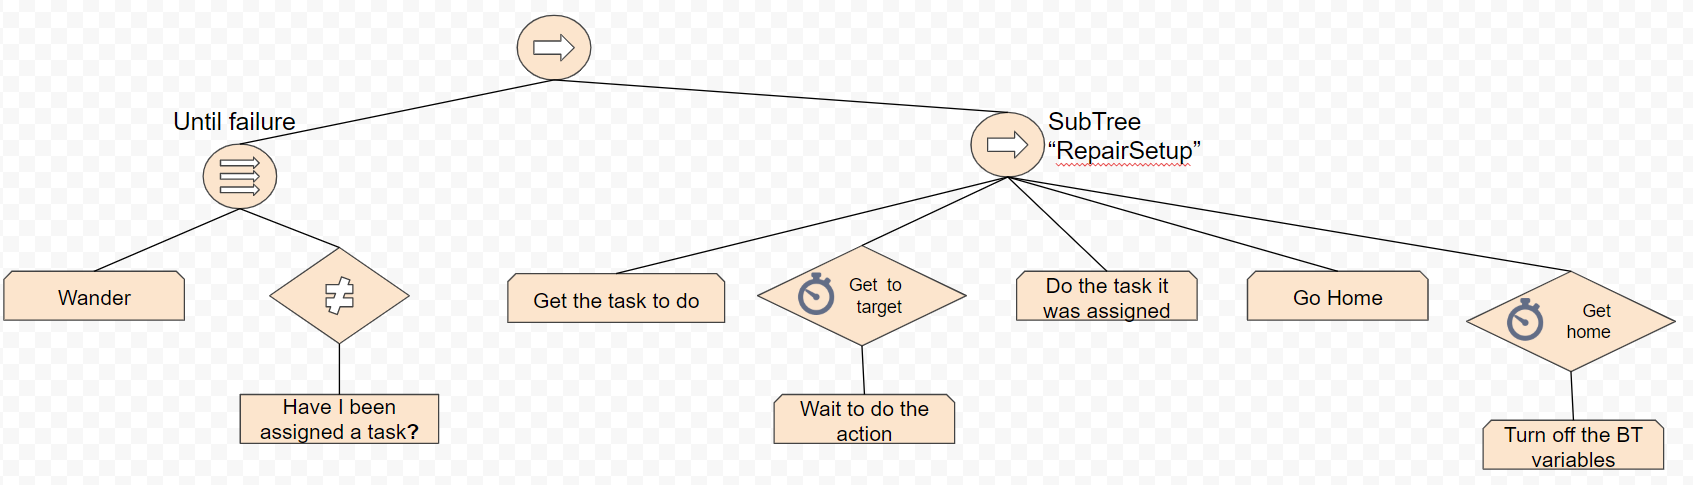 Until failure
SubTree
“RepairSetup”
Wander
≠
Have I been
assigned a task?
Get the task to do
Get to
target
Wait to do the
action
Do the task it
was assigned
Go Home
Get
home
Turn off the BT
variables